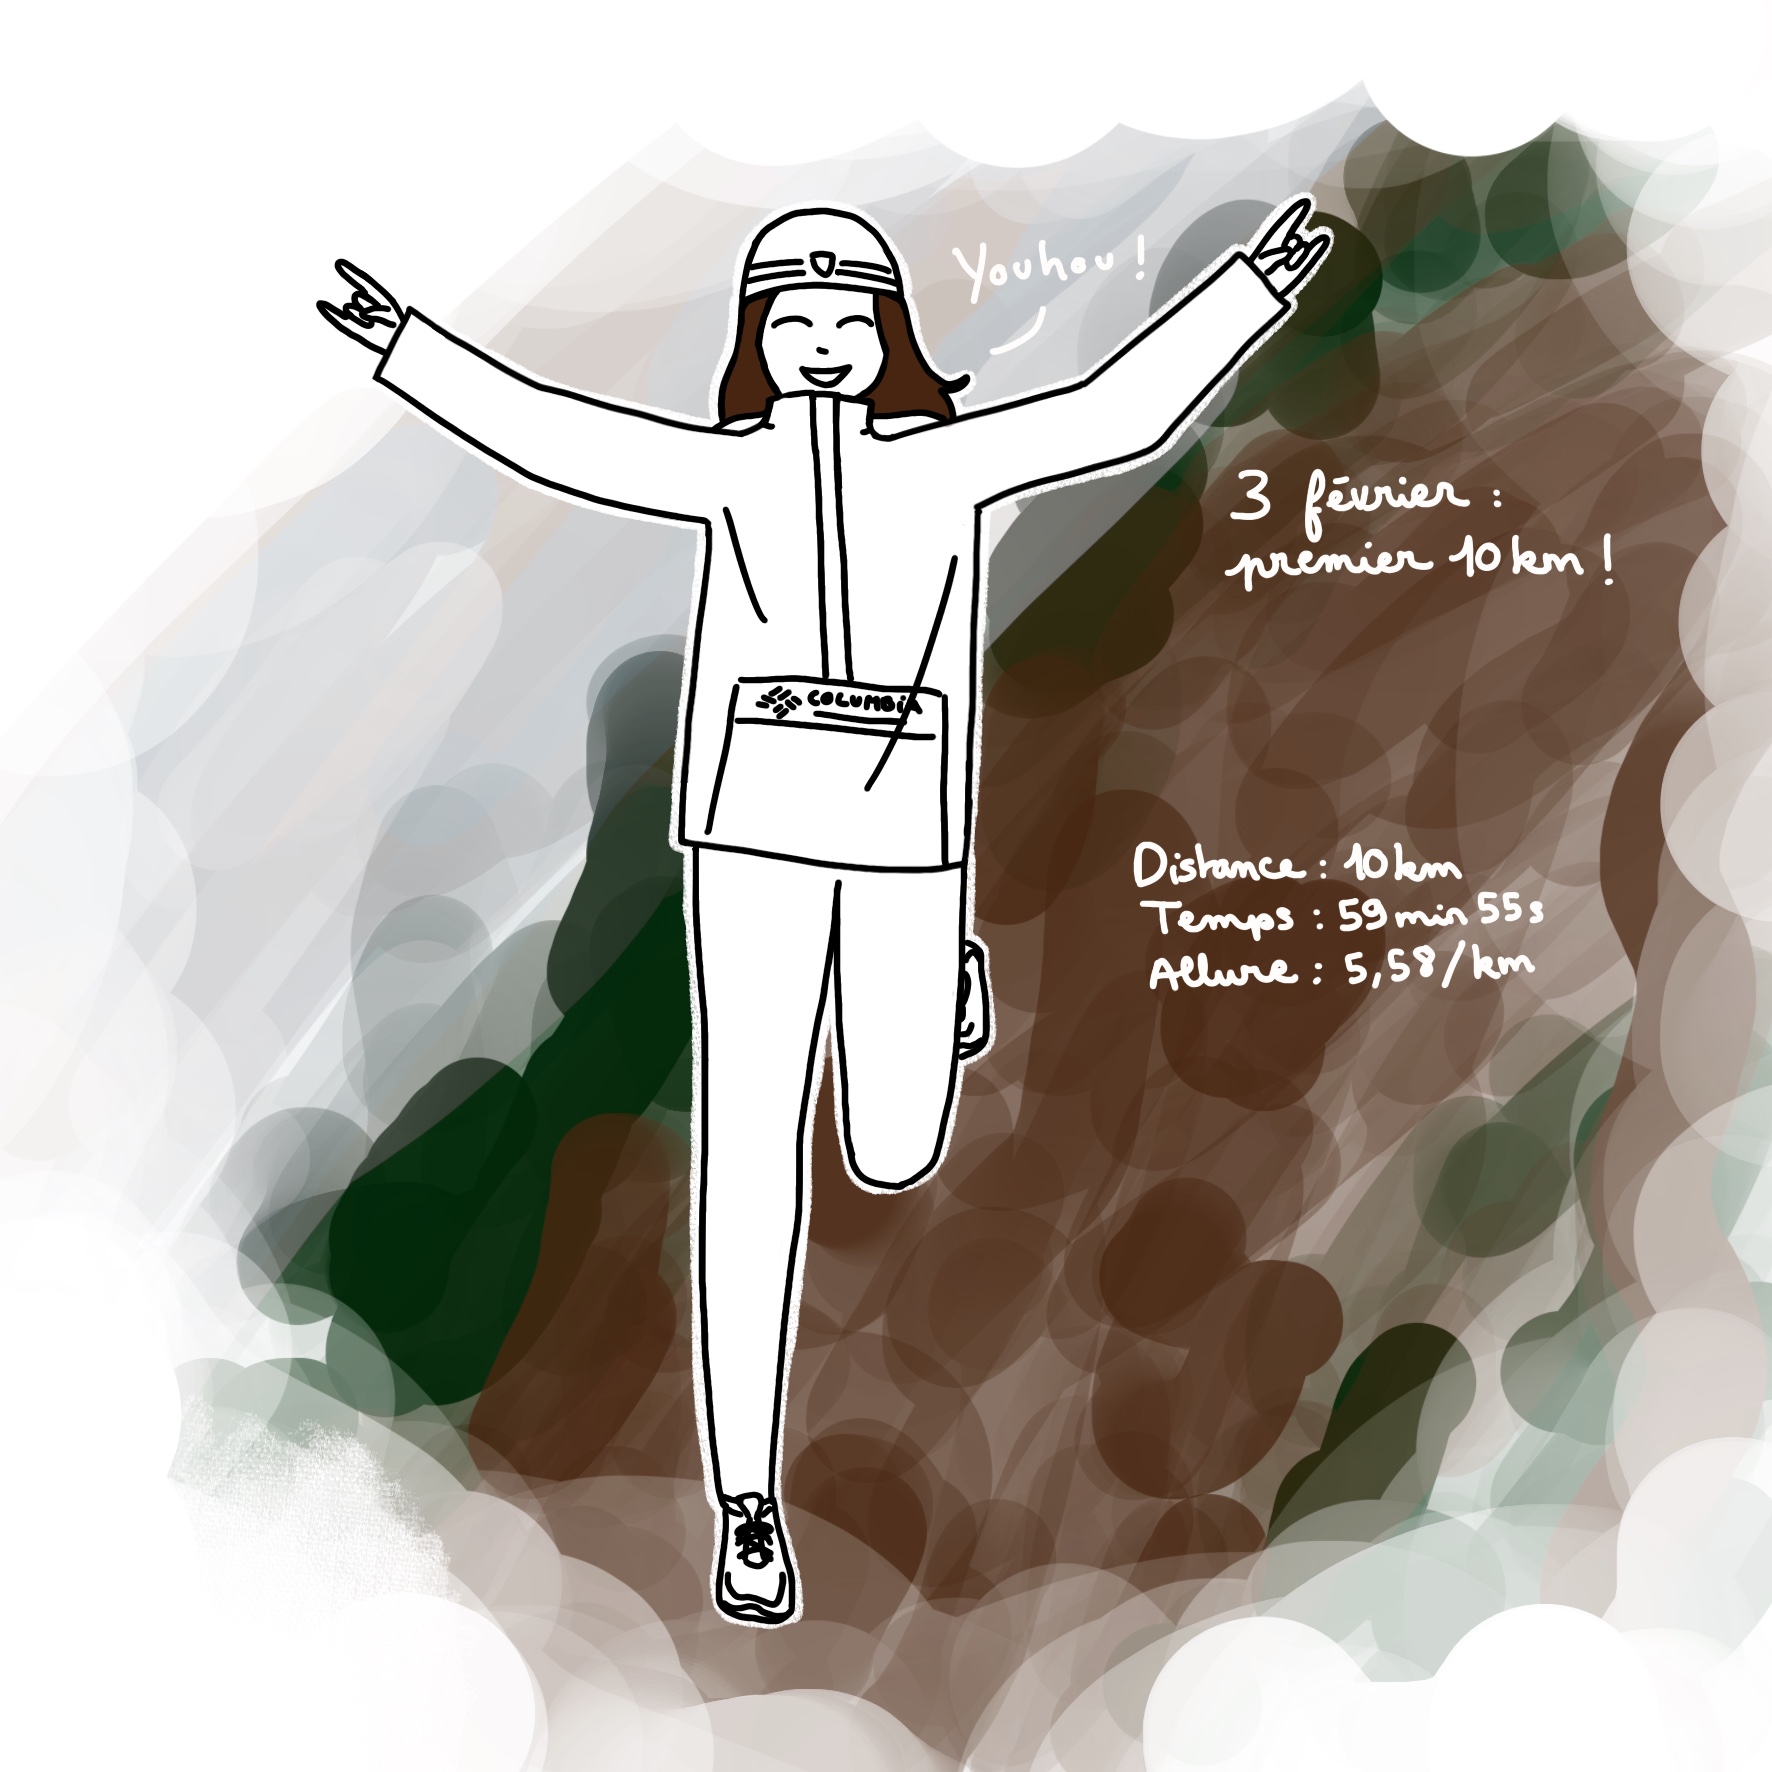 Youhou !
3 février :
premier 10 km !
COLUMBiA
Distance : 10 km
Temps : 59 min 55 s
Allure : 5,58/km